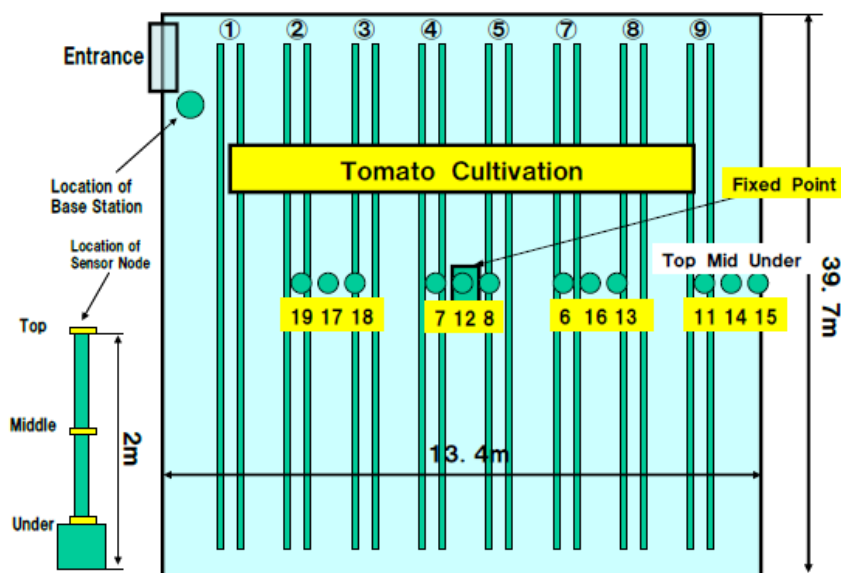 ① ② ③ ④ ⑤ ⑦ ⑧ ⑨
Entrance
Tomato Cultivation
Fixed Point
Location of
Base Station
Location of
Sensor Node
Top Mid Under
19 17 18
7 12 8
6 16 13
11 14 15
39. 7m
Top
Middle
2m
13. 4m
Under